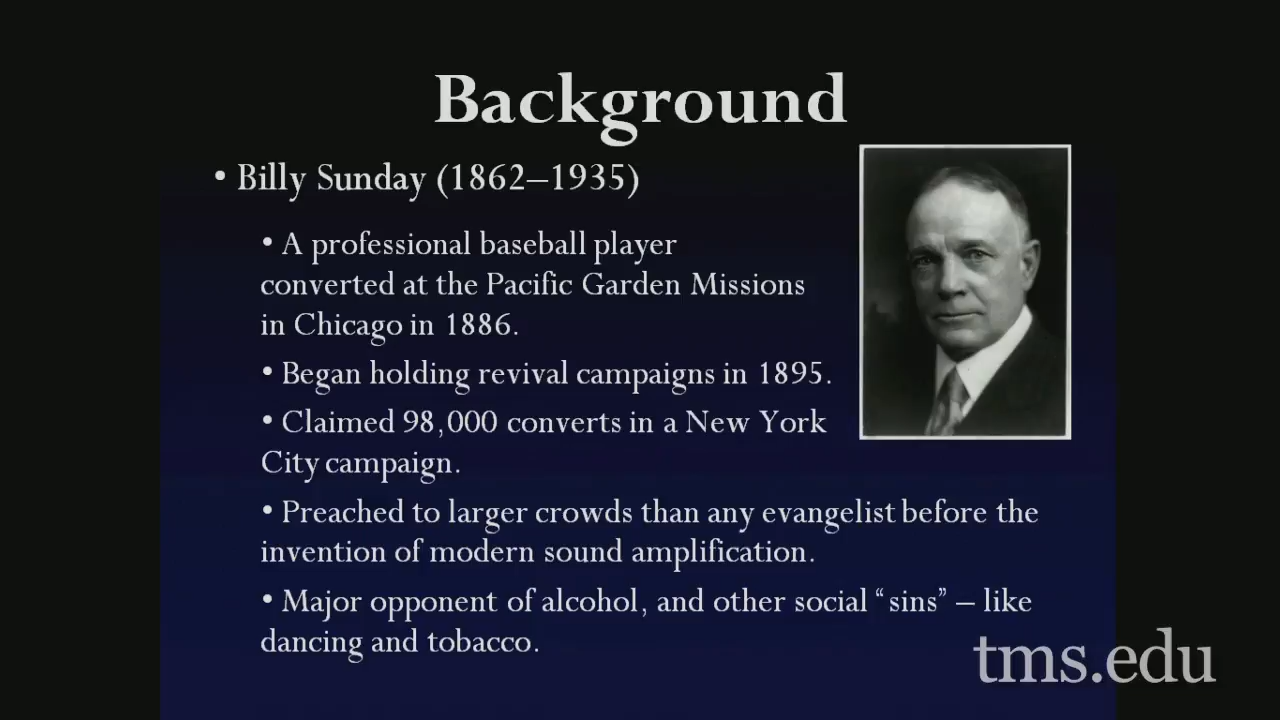 Background
• Billy Sunday (1862–1935)
• A professional baseball player
converted at the Pacific Garden Missions
in Chicago in 1886.
• Began holding revival campaigns in 1895.
• Claimed 98,000 converts in a New York
City campaign.
• Preached to larger crowds than any evangelist before the
invention of modern sound amplification.
• Major opponent of alcohol, and other social “sins” – like
dancing and tobacco.
tms.edu